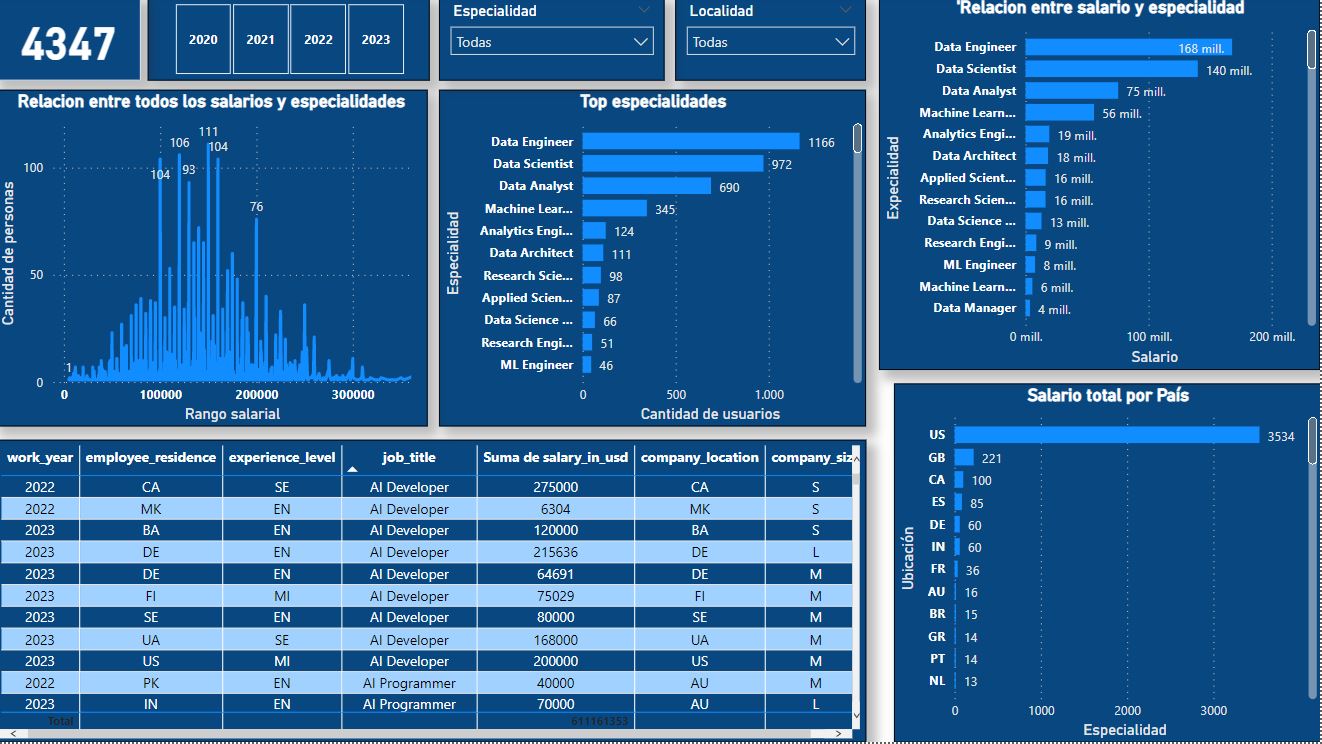 4347
2020 2021 2022 2023
Especialidad
Todas
Localidad
Todas
'Relacion entre salario y especialidad
Expecialidad
Data Engineer 168 mill.
Data Scientist 140 mill.
Data Analyst 75 mill.
Machine Learn... 56 mill.
Analytics Engi... 19 mill.
Data Architect 18 mill.
Applied Scient... 16 mill.
Research Scien... 16 mill.
Data Science ... 13 mill.
Research Engi... 9 mill.
ML Engineer 8 mill.
Machine Learn... 6 mill.
Data Manager 4 mill.
0 mill. 100 mill. 200 mill.
Salario
Relacion entre todos los salarios y especialidades
Cantidad de personas
100
50
0
1
104
106
93
111
104
76
0 100000 200000 300000
Rango salarial
Top especialidades
Especialidad
Data Engineer 1166
Data Scientist 972
Data Analyst 690
Machine Lear... 345
Analytics Engi... 124
Data Architect 111
Research Scie... 98
Applied Scien... 87
Data Science ... 66
Research Engi... 51
ML Engineer 46
0 500 1.000
Cantidad de usuarios
Salario total por País
Ubicación
US 3534
GB 221
CA 100
ES 85
DE 60
IN 60
FR 36
AU 16
BR 15
GR 14
PT 14
NL 13
0 1000 2000 3000
Especialidad
work_year employee_residence experience_level job_title Suma de salary_in_usd company_location company_siz
2022 CA SE AI Developer 275000 CA S
2022 MK EN AI Developer 6304 MK S
2023 BA EN AI Developer 120000 BA S
2023 DE EN AI Developer 215636 DE L
2023 DE EN AI Developer 64691 DE M
2023 FI MI AI Developer 75029 FI M
2023 SE EN AI Developer 80000 SE M
2023 UA SE AI Developer 168000 UA M
2023 US MI AI Developer 200000 US M
2022 PK EN AI Programmer 40000 AU M
2023 IN EN AI Programmer 70000 AU L
Total 611161353